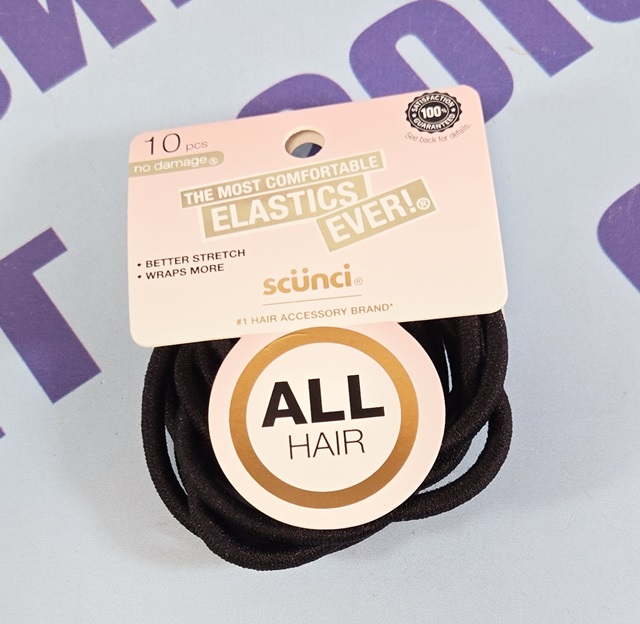 10 pcs
no damage®
SATISFACTION
100%
GUARANTEED
See back for details.
THE MOST COMFORTABLE
ELASTICS
EVER!®
• BETTER STRETCH
• WRAPS MORE
scünci®
#1 HAIR ACCESSORY BRAND*
ALL
HAIR